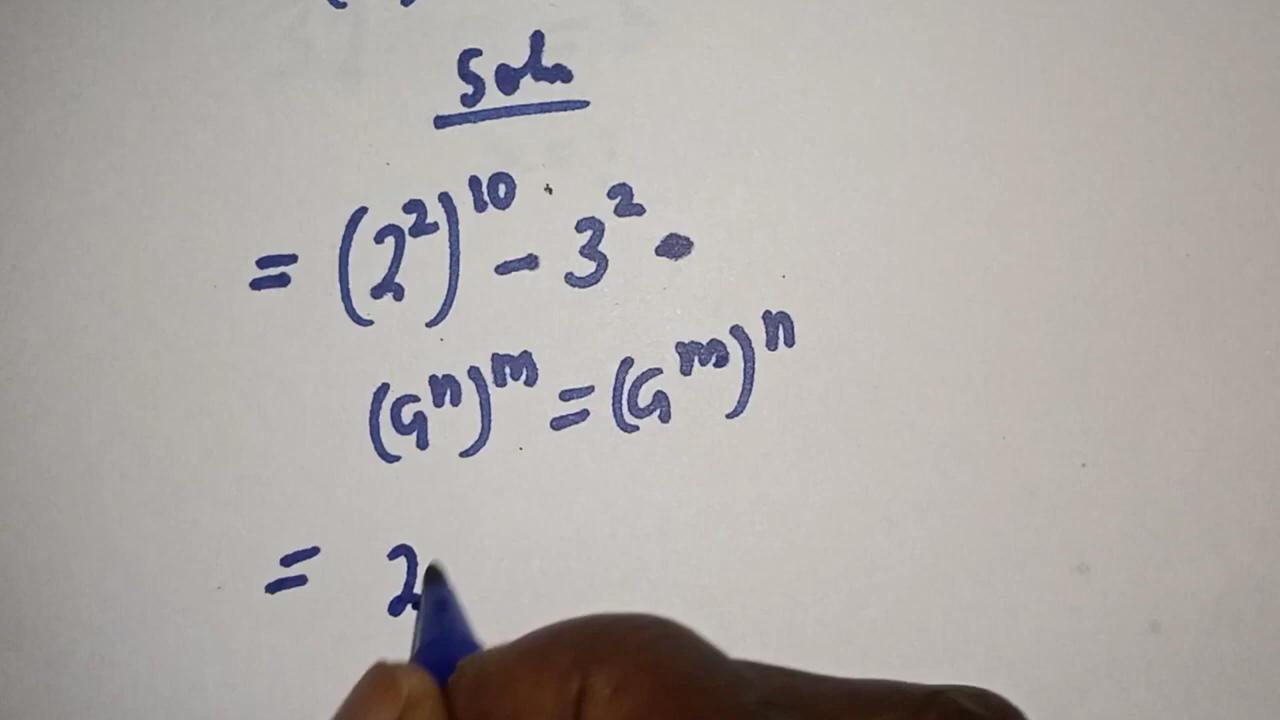 Soln
= (2²)¹⁰ - 3² .
(aⁿ)ᵐ = (aᵐ)ⁿ
= 2